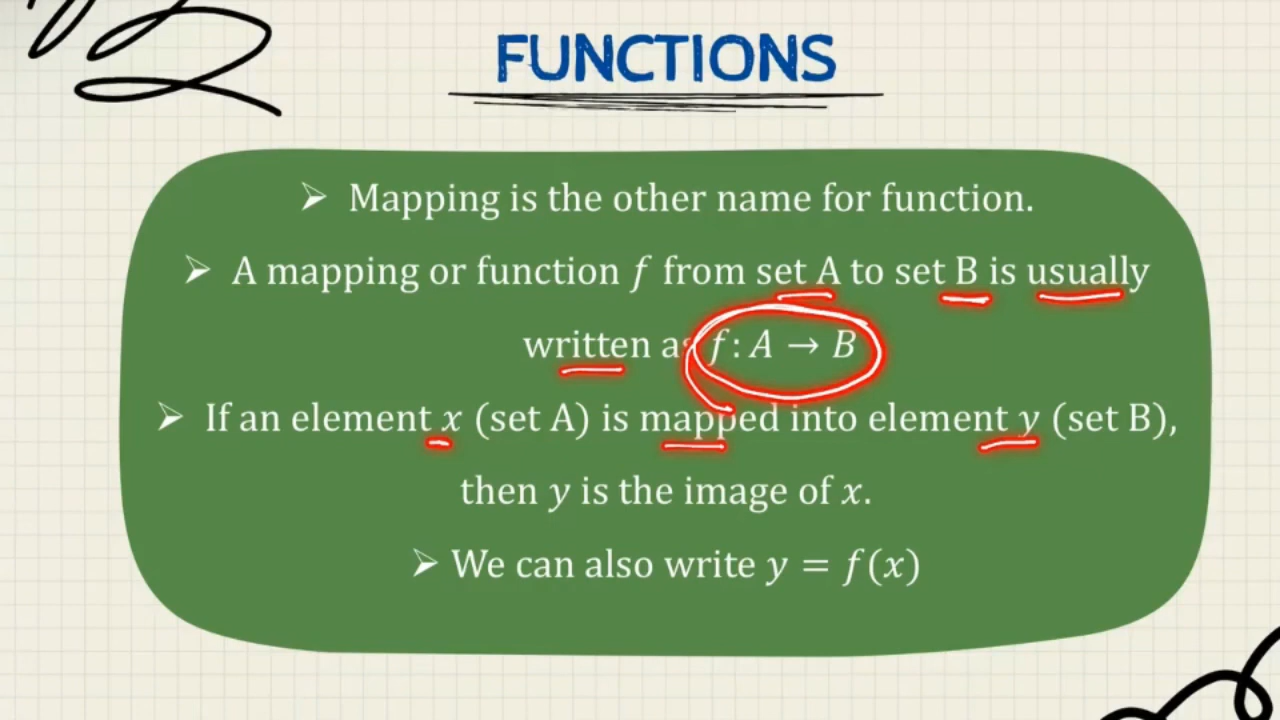 FUNCTIONS
➢ Mapping is the other name for function.
➢ A mapping or function f from set A to set B is usually
written as f: A → B
➢ If an element x (set A) is mapped into element y (set B),
then y is the image of x.
➢ We can also write y = f(x)